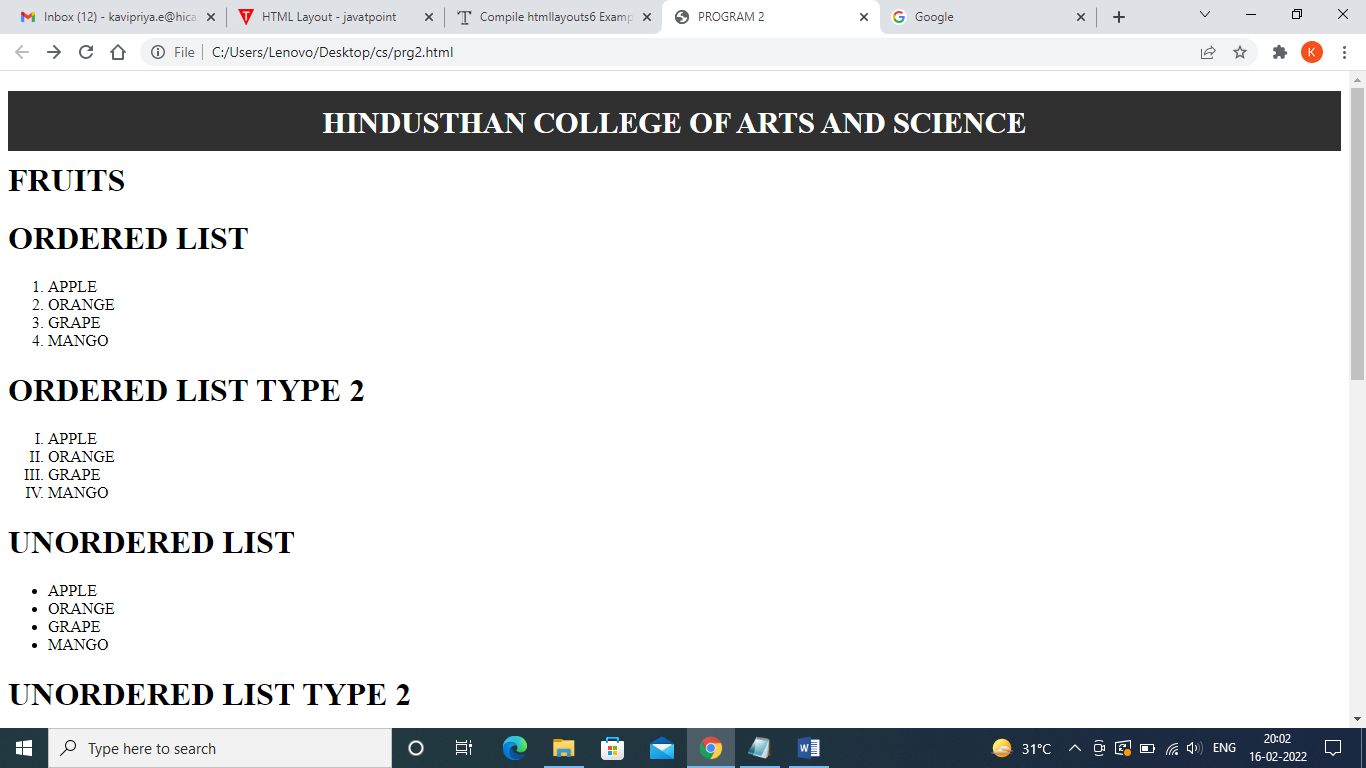 Inbox (12) - kavipriya.e@hica
HTML Layout - javatpoint
Compile htmllayouts6 Examp
PROGRAM 2
Google
File
C:/Users/Lenovo/Desktop/cs/prg2.html
K
HINDUSTHAN COLLEGE OF ARTS AND SCIENCE
FRUITS
ORDERED LIST
1. APPLE
2. ORANGE
3. GRAPE
4. MANGO
ORDERED LIST TYPE 2
I. APPLE
II. ORANGE
III. GRAPE
IV. MANGO
UNORDERED LIST
• APPLE
• ORANGE
• GRAPE
• MANGO
UNORDERED LIST TYPE 2
Type here to search
31°C
ENG
20:02
16-02-2022